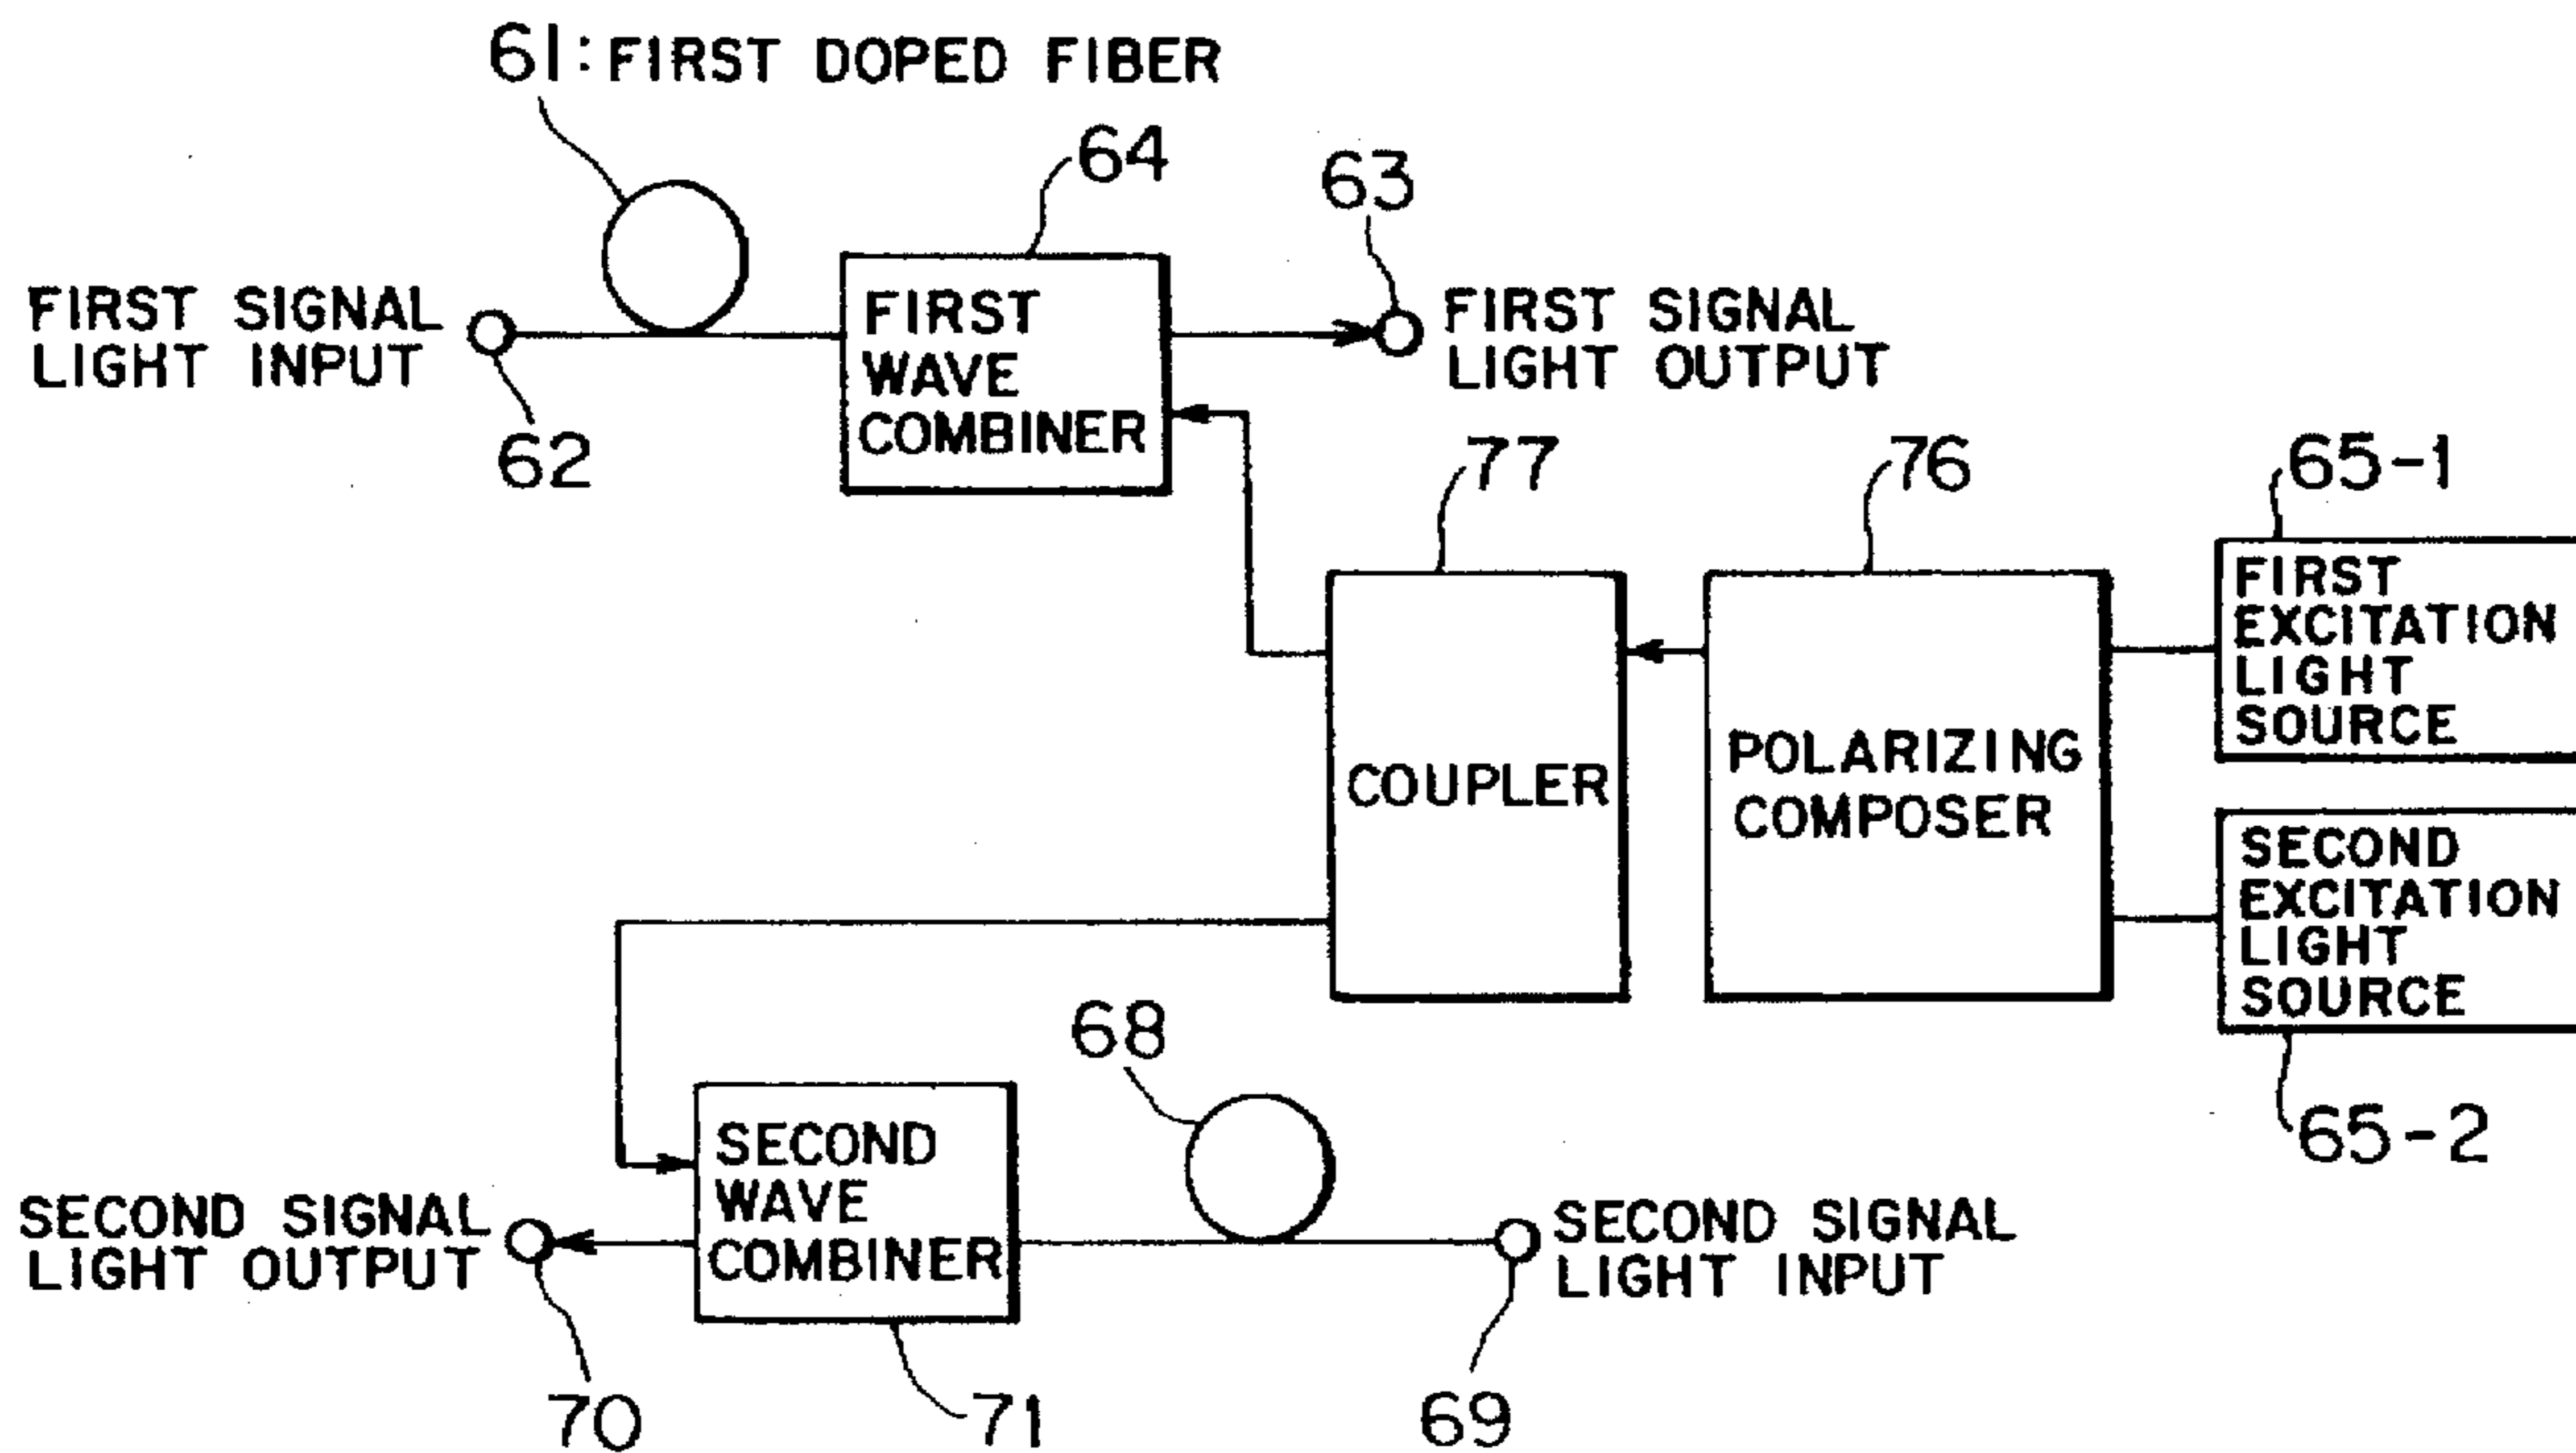 61: FIRST DOPED FIBER
64
63
FIRST SIGNAL
LIGHT INPUT
62
FIRST
WAVE
COMBINER
FIRST SIGNAL
LIGHT OUTPUT
77
76
65-1
COUPLER
POLARIZING
COMPOSER
FIRST
EXCITATION
LIGHT
SOURCE
SECOND
EXCITATION
LIGHT
SOURCE
65-2
68
SECOND SIGNAL
LIGHT OUTPUT
70
SECOND
WAVE
COMBINER
71
SECOND SIGNAL
LIGHT INPUT
69